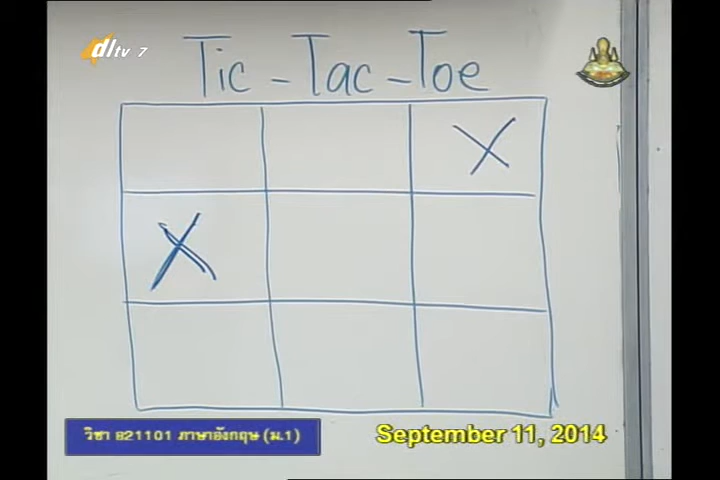 dltv 7
Tic-Tac-Toe
X
X
วิชา อ21101 ภาษาอังกฤษ (ม.1)
September 11, 2014